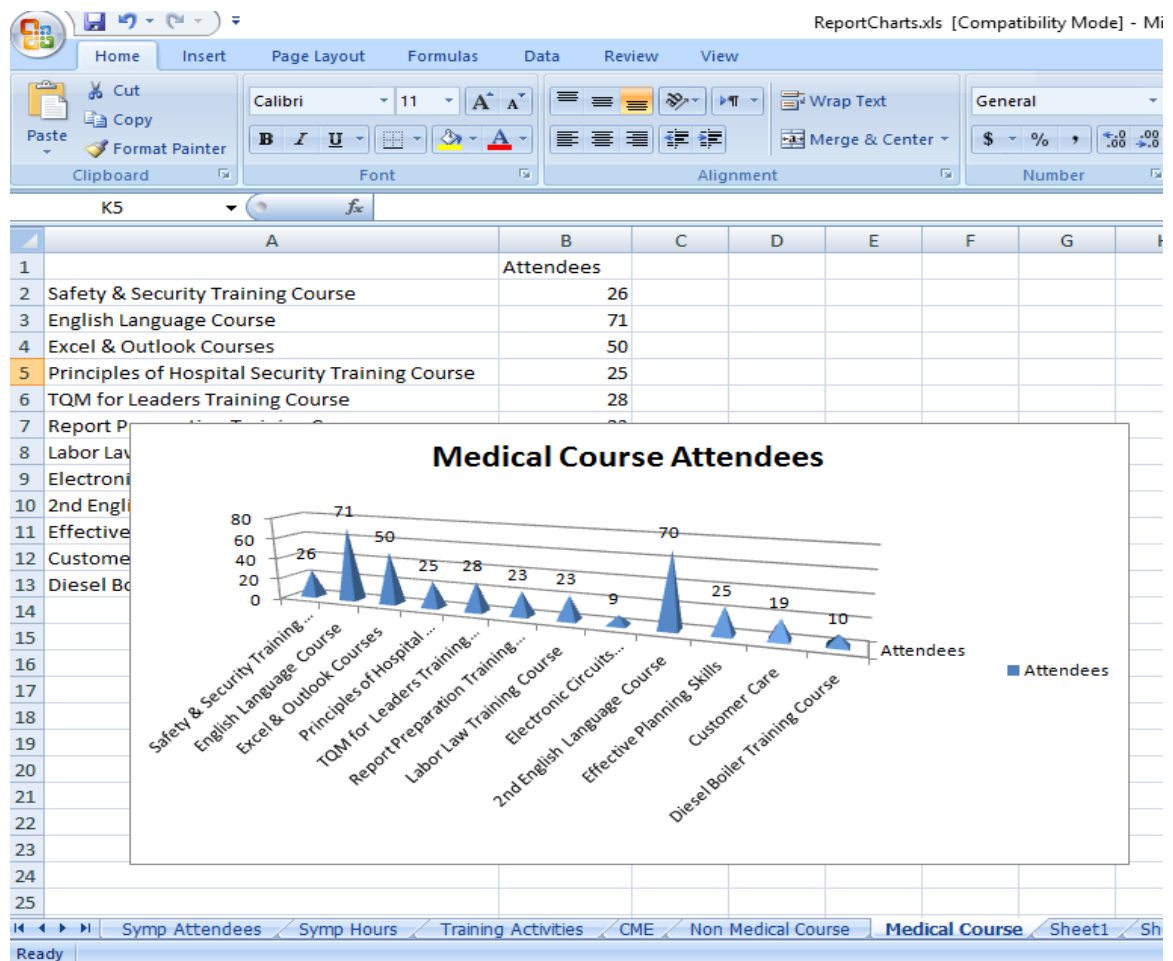 ReportCharts.xls [Compatibility Mode] - Mi
Home Insert Page Layout Formulas Data Review View
Paste
Cut
Copy
Format Painter
Clipboard
Calibri 11 A A
B I U A
Font
Wrap Text
Merge & Center
Alignment
General
$ % , .0 .00 .00 .0
Number
K5 fx
A B C D E F G H
1 Attendees
2 Safety & Security Training Course 26
3 English Language Course 71
4 Excel & Outlook Courses 50
5 Principles of Hospital Security Training Course 25
6 TQM for Leaders Training Course 28
7 Report
8 Labor Law
9 Electroni
10 2nd Engli
11 Effective
12 Custome
13 Diesel Bo
14
15
16
17
18
19
20
21
22
23
24
25
Medical Course Attendees
80
60
40
20
0
26 71 50 25 28 23 23 9 70 25 19 10
Safety & Security Training ...
English Language Course
Excel & Outlook Courses
Principles of Hospital ...
TQM for Leaders Training...
Report Preparation Training...
Labor Law Training Course
Electronic Circuits...
2nd English Language Course
Effective Planning Skills
Customer Care
Diesel Boiler Training Course
Attendees
Attendees
Symp Attendees Symp Hours Training Activities CME Non Medical Course Medical Course Sheet1 Sh
Ready